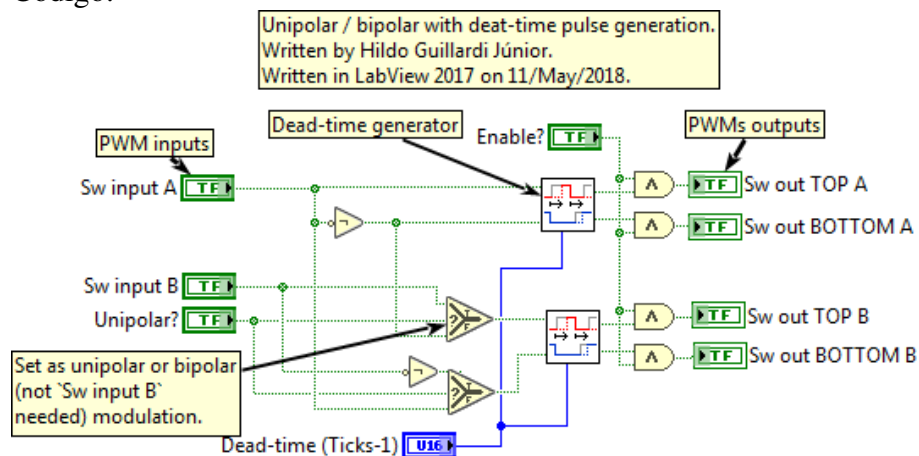 Código:
Unipolar / bipolar with deat-time pulse generation.
Written by Hildo Guillardi Júnior.
Written in LabView 2017 on 11/May/2018.
PWM inputs
Dead-time generator
Enable?
TF
PWMs outputs
Sw input A
TF
TF
Sw out TOP A
TF
Sw out BOTTOM A
Sw input B
TF
Unipolar?
TF
TF
Sw out TOP B
TF
Sw out BOTTOM B
Set as unipolar or bipolar
(not `Sw input B`
needed) modulation.
Dead-time (Ticks-1)
U16